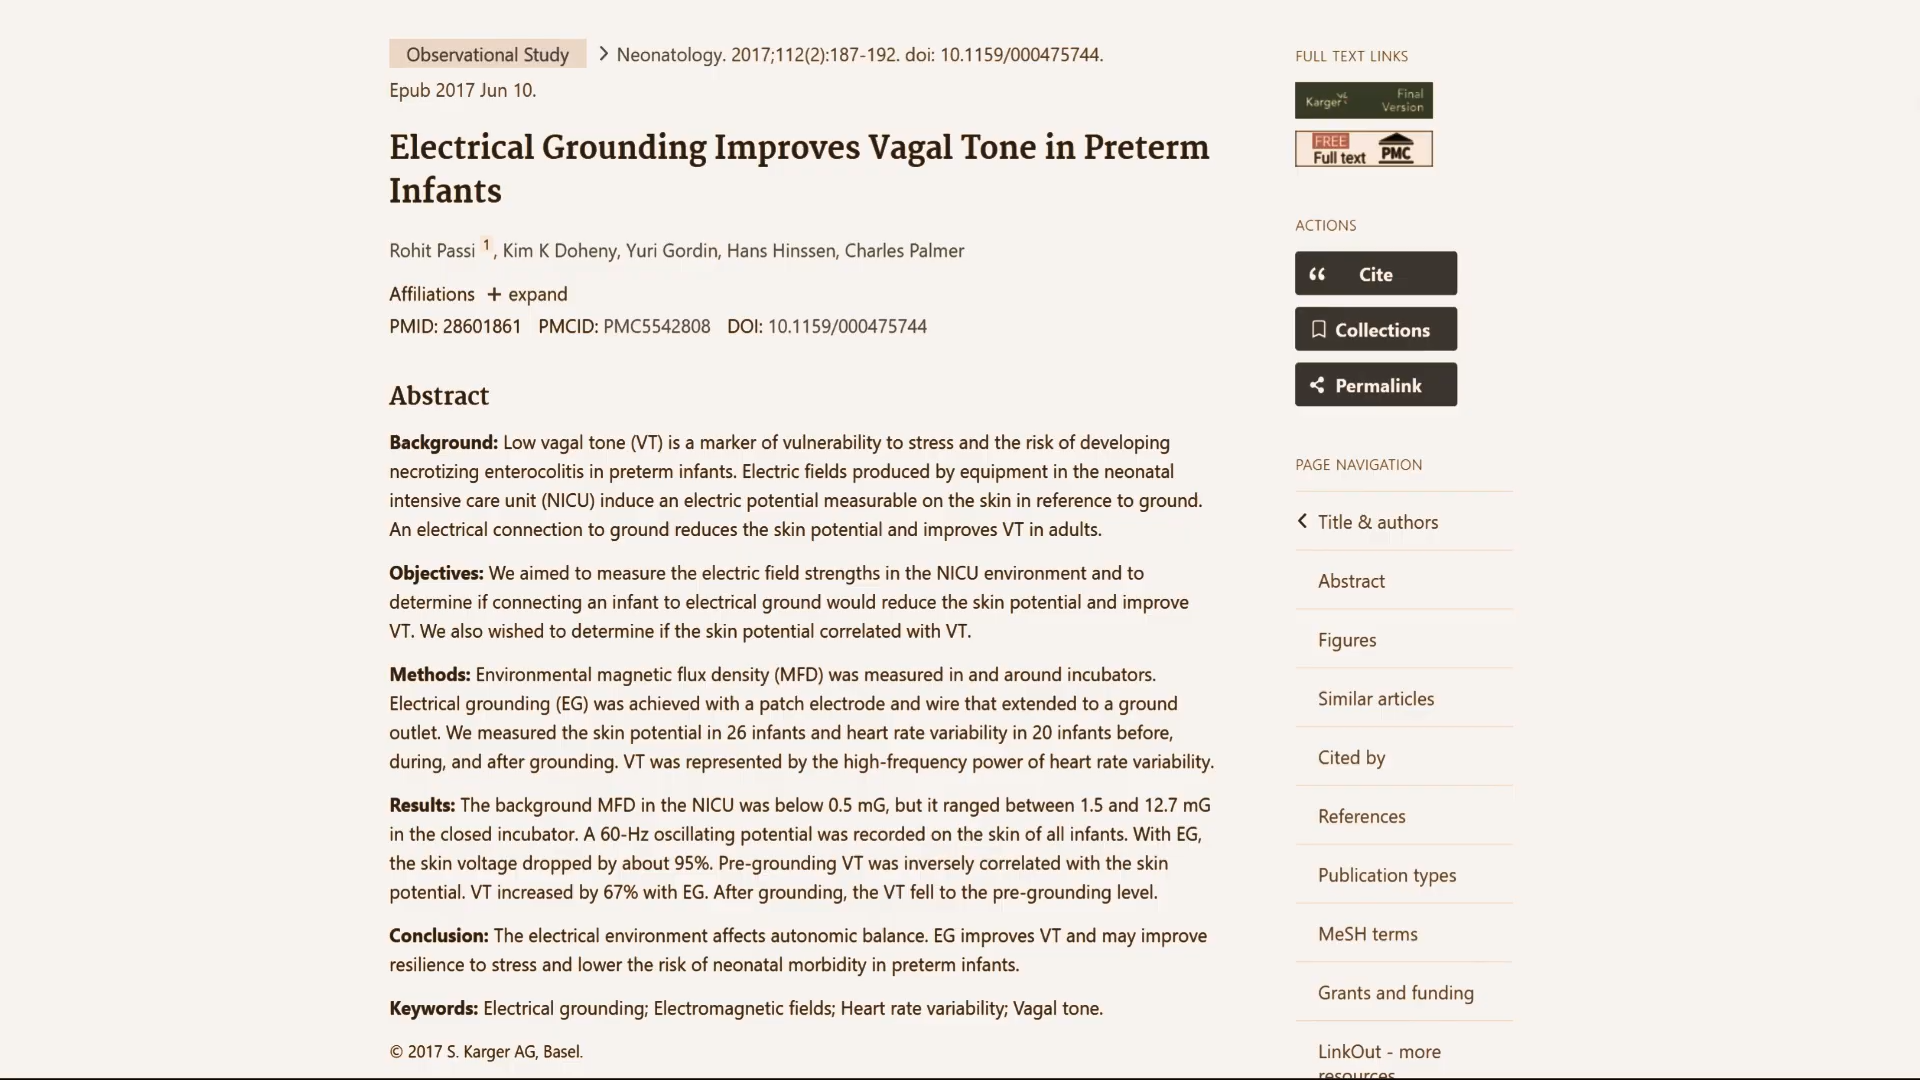 Observational Study > Neonatology. 2017;112(2):187-192. doi: 10.1159/000475744.
Epub 2017 Jun 10.
Electrical Grounding Improves Vagal Tone in Preterm
Infants
Rohit Passi 1, Kim K Doheny, Yuri Gordin, Hans Hinssen, Charles Palmer
Affiliations + expand
PMID: 28601861 PMCID: PMC5542808 DOI: 10.1159/000475744
Abstract
Background: Low vagal tone (VT) is a marker of vulnerability to stress and the risk of developing
necrotizing enterocolitis in preterm infants. Electric fields produced by equipment in the neonatal
intensive care unit (NICU) induce an electric potential measurable on the skin in reference to ground.
An electrical connection to ground reduces the skin potential and improves VT in adults.
Objectives: We aimed to measure the electric field strengths in the NICU environment and to
determine if connecting an infant to electrical ground would reduce the skin potential and improve
VT. We also wished to determine if the skin potential correlated with VT.
Methods: Environmental magnetic flux density (MFD) was measured in and around incubators.
Electrical grounding (EG) was achieved with a patch electrode and wire that extended to a ground
outlet. We measured the skin potential in 26 infants and heart rate variability in 20 infants before,
during, and after grounding. VT was represented by the high-frequency power of heart rate variability.
Results: The background MFD in the NICU was below 0.5 mG, but it ranged between 1.5 and 12.7 mG
in the closed incubator. A 60-Hz oscillating potential was recorded on the skin of all infants. With EG,
the skin voltage dropped by about 95%. Pre-grounding VT was inversely correlated with the skin
potential. VT increased by 67% with EG. After grounding, the VT fell to the pre-grounding level.
Conclusion: The electrical environment affects autonomic balance. EG improves VT and may improve
resilience to stress and lower the risk of neonatal morbidity in preterm infants.
Keywords: Electrical grounding; Electromagnetic fields; Heart rate variability; Vagal tone.
© 2017 S. Karger AG, Basel.
FULL TEXT LINKS
Karger Final
Version
FREE
Full text PMC
ACTIONS
Cite
Collections
Permalink
PAGE NAVIGATION
Title & authors
Abstract
Figures
Similar articles
Cited by
References
Publication types
MeSH terms
Grants and funding
LinkOut - more
resources